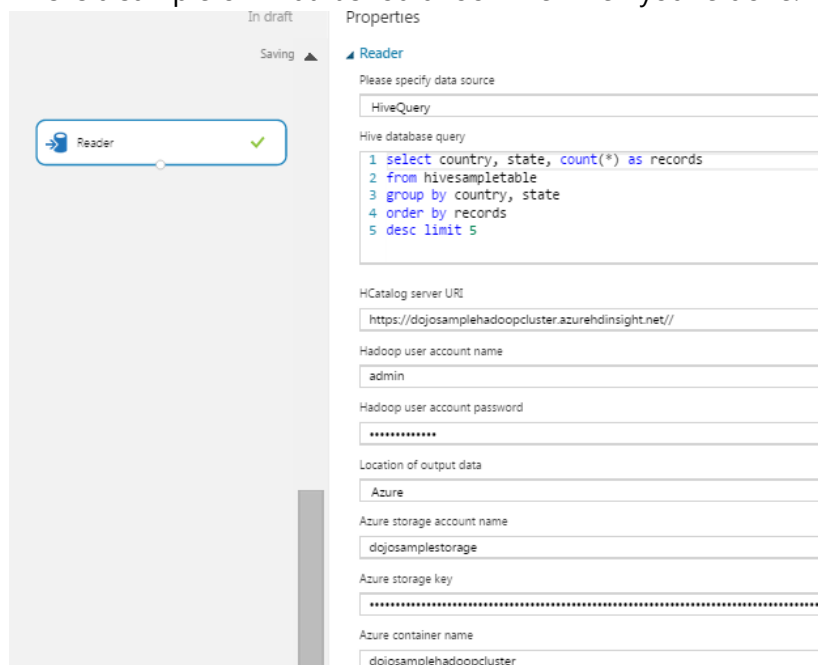 In draft
Saving
Reader
Properties
Reader
Please specify data source
HiveQuery
Hive database query
1 select country, state, count(*) as records
2 from hivesampletable
3 group by country, state
4 order by records
5 desc limit 5
HCatalog server URI
https://dojosamplehadoopcluster.azurehdinsight.net//
Hadoop user account name
admin
Hadoop user account password
•••••••••••••
Location of output data
Azure
Azure storage account name
dojosamplestorage
Azure storage key
Azure container name
dojosamplehadoopcluster